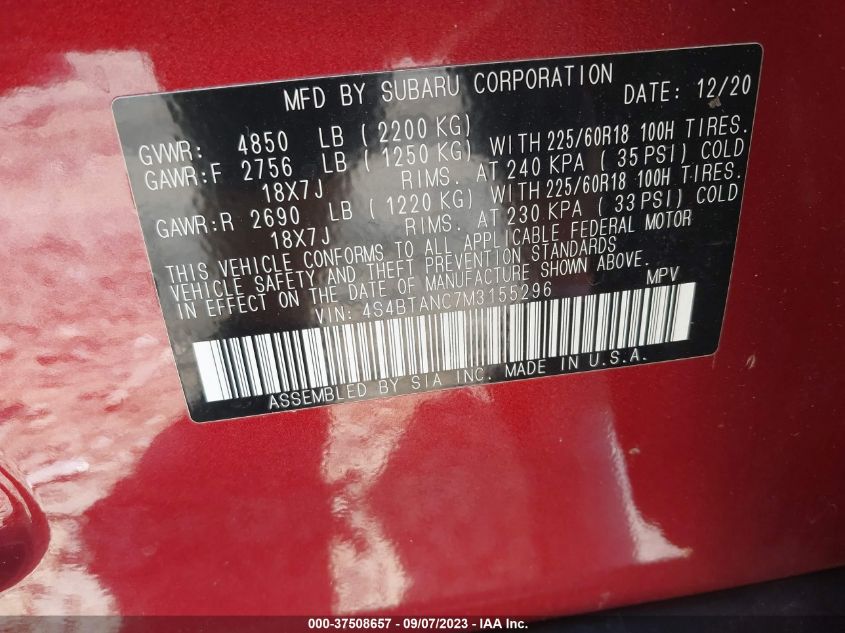 MFD BY SUBARU CORPORATION DATE: 12/20
GVWR: 4850 LB (2200 KG)
GAWR:F 2756 LB (1250 KG) WITH 225/60R18 100H TIRES.
18X7J RIMS. AT 240 KPA (35 PSI) COLD
GAWR:R 2690 LB (1220 KG) WITH 225/60R18 100H TIRES.
18X7J RIMS. AT 230 KPA (33 PSI) COLD
THIS VEHICLE CONFORMS TO ALL APPLICABLE FEDERAL MOTOR
VEHICLE SAFETY AND THEFT PREVENTION STANDARDS
IN EFFECT ON THE DATE OF MANUFACTURE SHOWN ABOVE.
VIN: 4S4BTANC7M3155296 MPV
ASSEMBLED BY SIA INC. MADE IN U.S.A.
000-37508657 - 09/07/2023 - IAA Inc.